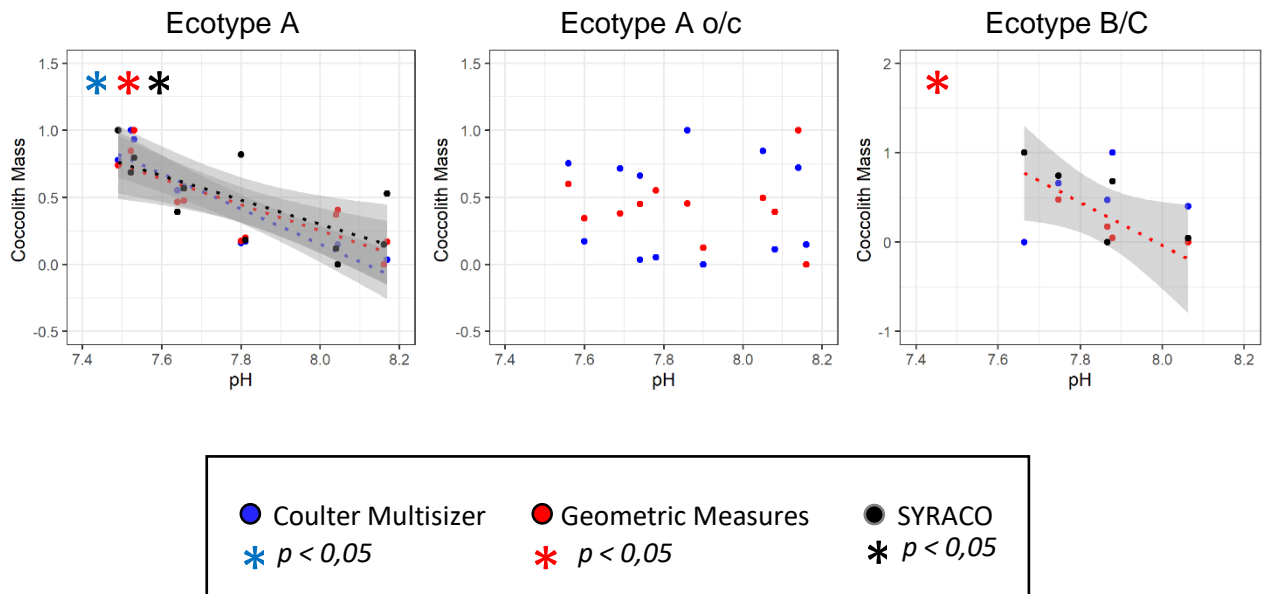 Ecotype A
Ecotype A o/c
Ecotype B/C
1.5
1.0
0.5
0.0
-0.5
Coccolith Mass
7.4 7.6 7.8 8.0 8.2
pH
1.5
1.0
0.5
0.0
-0.5
Coccolith Mass
7.4 7.6 7.8 8.0 8.2
pH
2
1
0
-1
Coccolith Mass
7.4 7.6 7.8 8.0 8.2
pH
Coulter Multisizer
p < 0,05
Geometric Measures
p < 0,05
SYRACO
p < 0,05